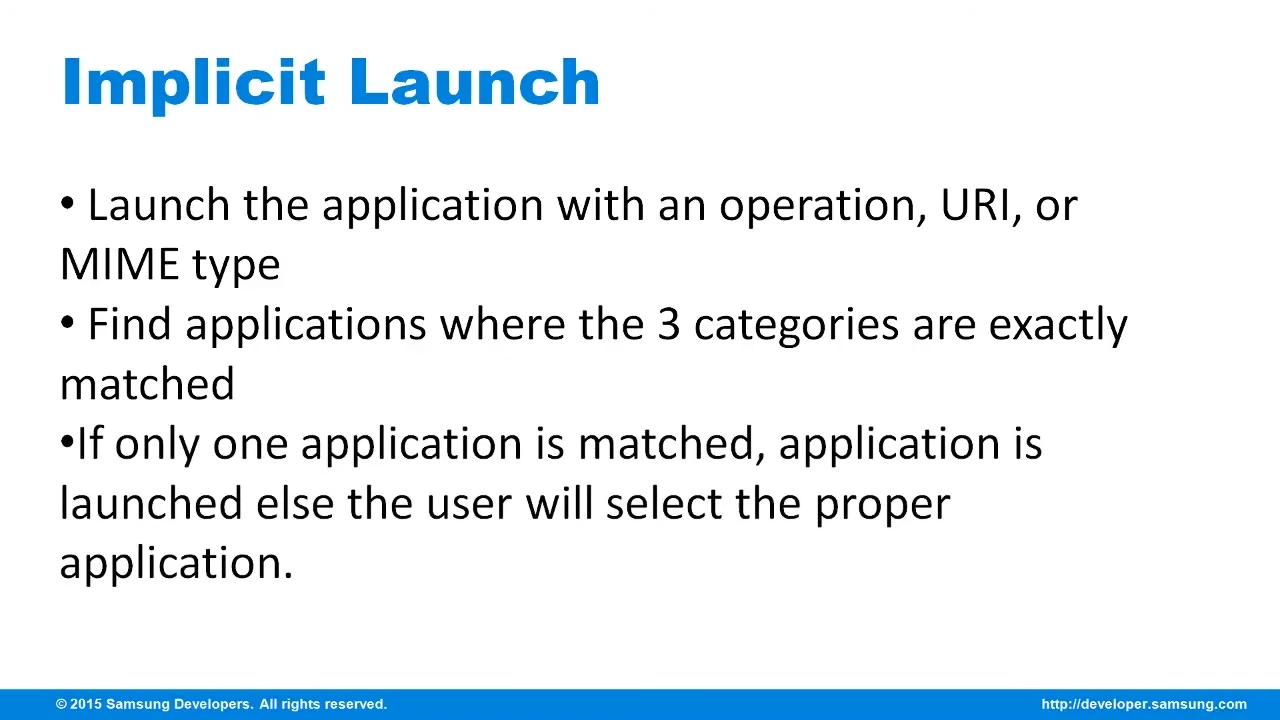 Implicit Launch
• Launch the application with an operation, URI, or
MIME type
• Find applications where the 3 categories are exactly
matched
•If only one application is matched, application is
launched else the user will select the proper
application.
© 2015 Samsung Developers. All rights reserved.
http://developer.samsung.com